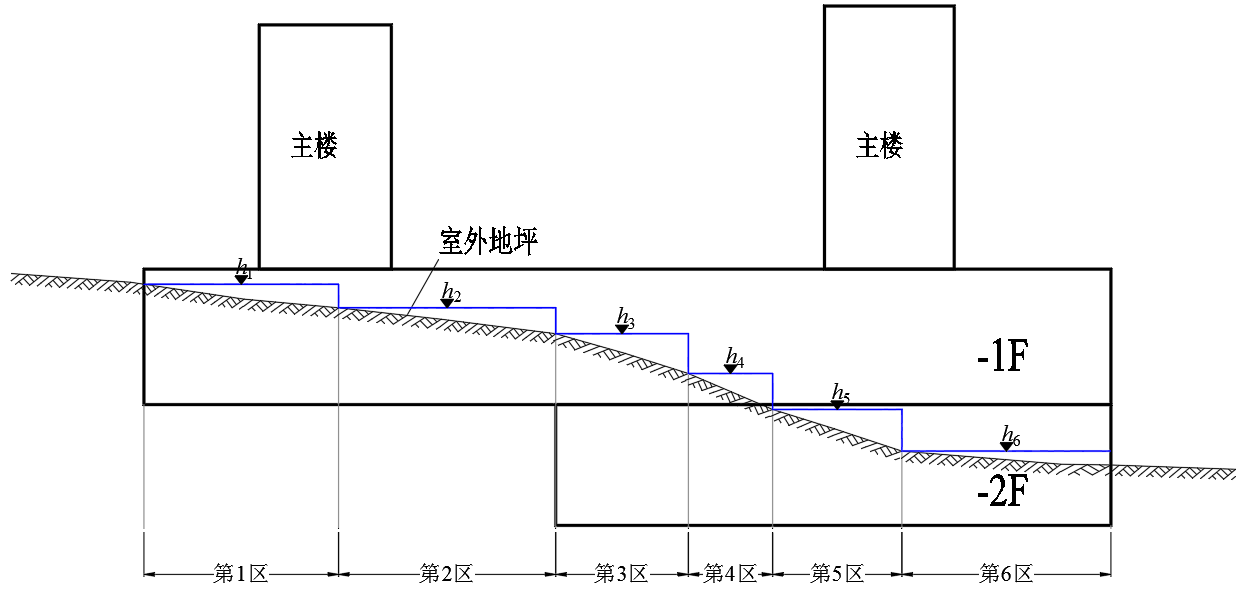 主楼
主楼
室外地坪
h1
h2
h3
h4
h5
h6
-1F
-2F
第1区
第2区
第3区
第4区
第5区
第6区